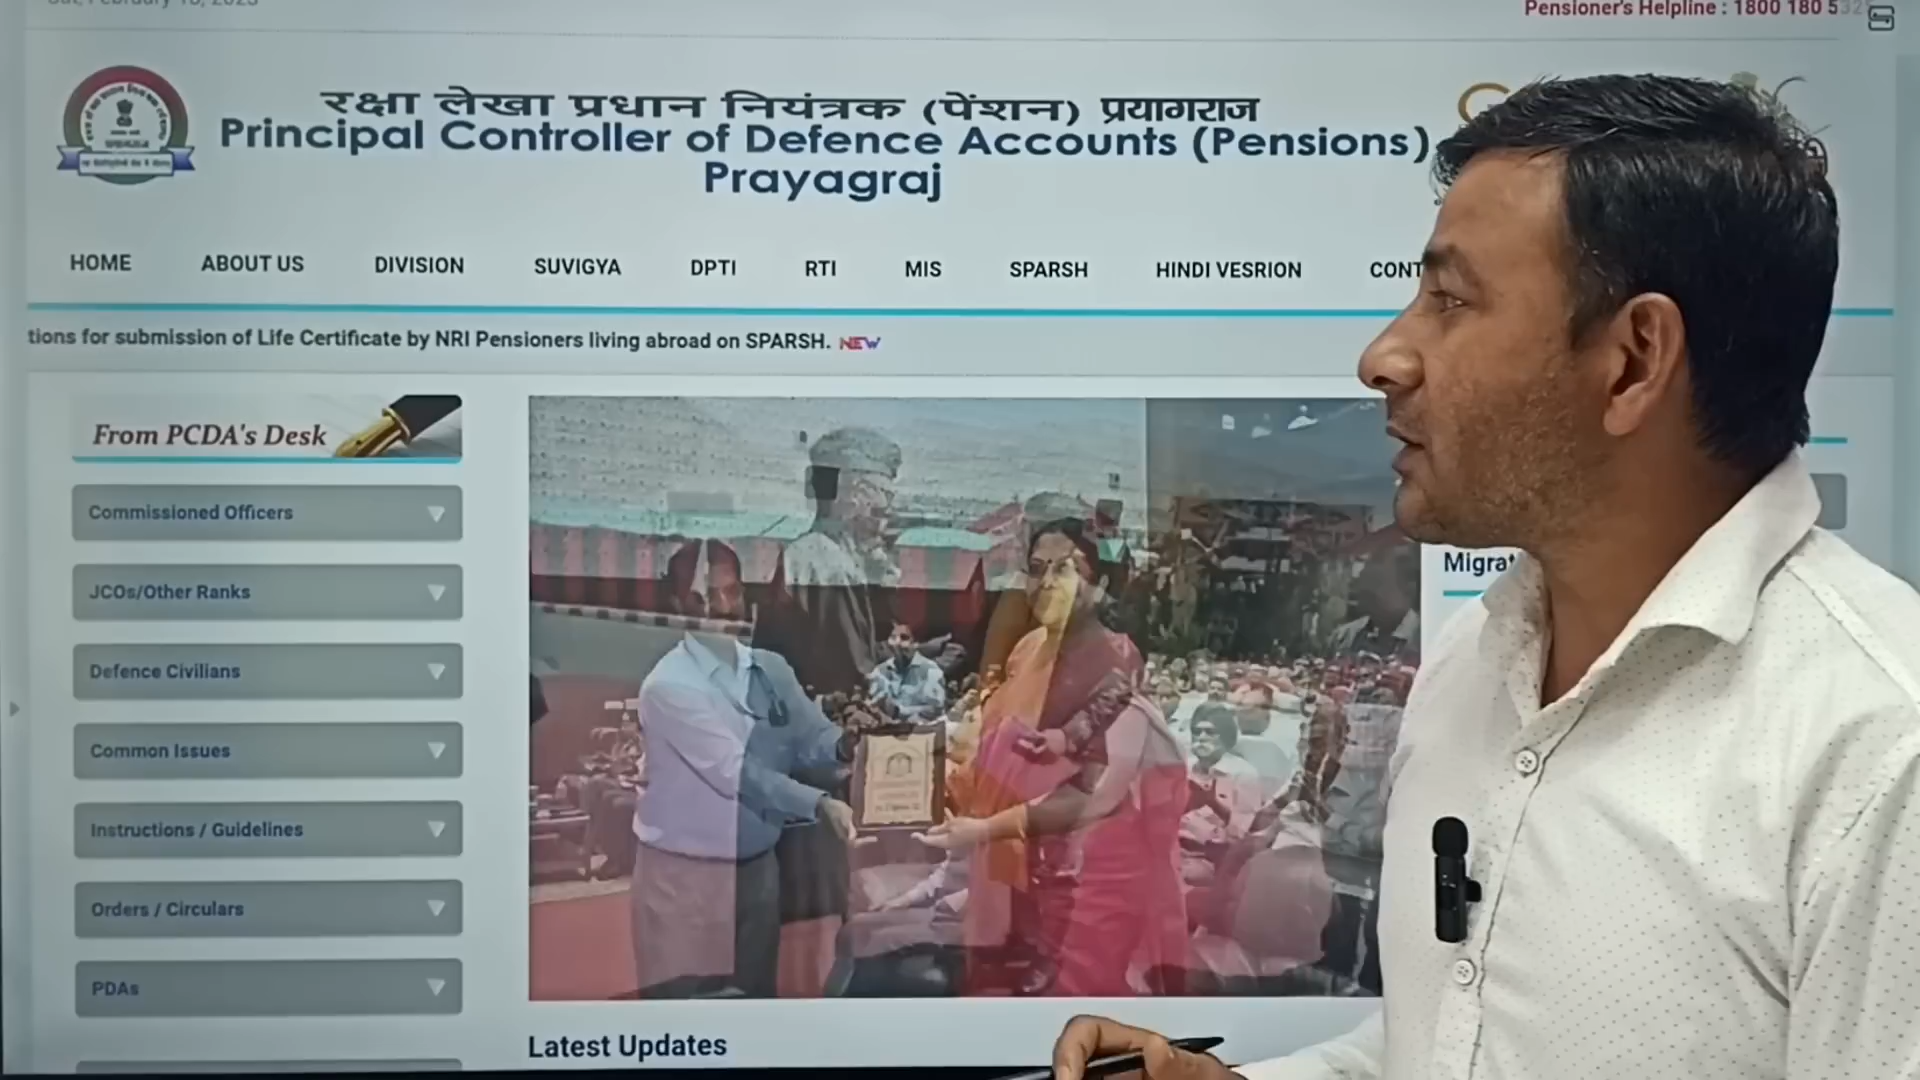 Pensioner's Helpline : 1800 180 5325
रक्षा लेखा प्रधान नियंत्रक (पेंशन) प्रयागराज
Principal Controller of Defence Accounts (Pensions)
Prayagraj
HOME ABOUT US DIVISION SUVIGYA DPTI RTI MIS SPARSH HINDI VESRION CONT
tions for submission of Life Certificate by NRI Pensioners living abroad on SPARSH. NEW
From PCDA's Desk
Commissioned Officers
JCOs/Other Ranks
Defence Civilians
Common Issues
Instructions / Guidelines
Orders / Circulars
PDAs
Migrat
Latest Updates